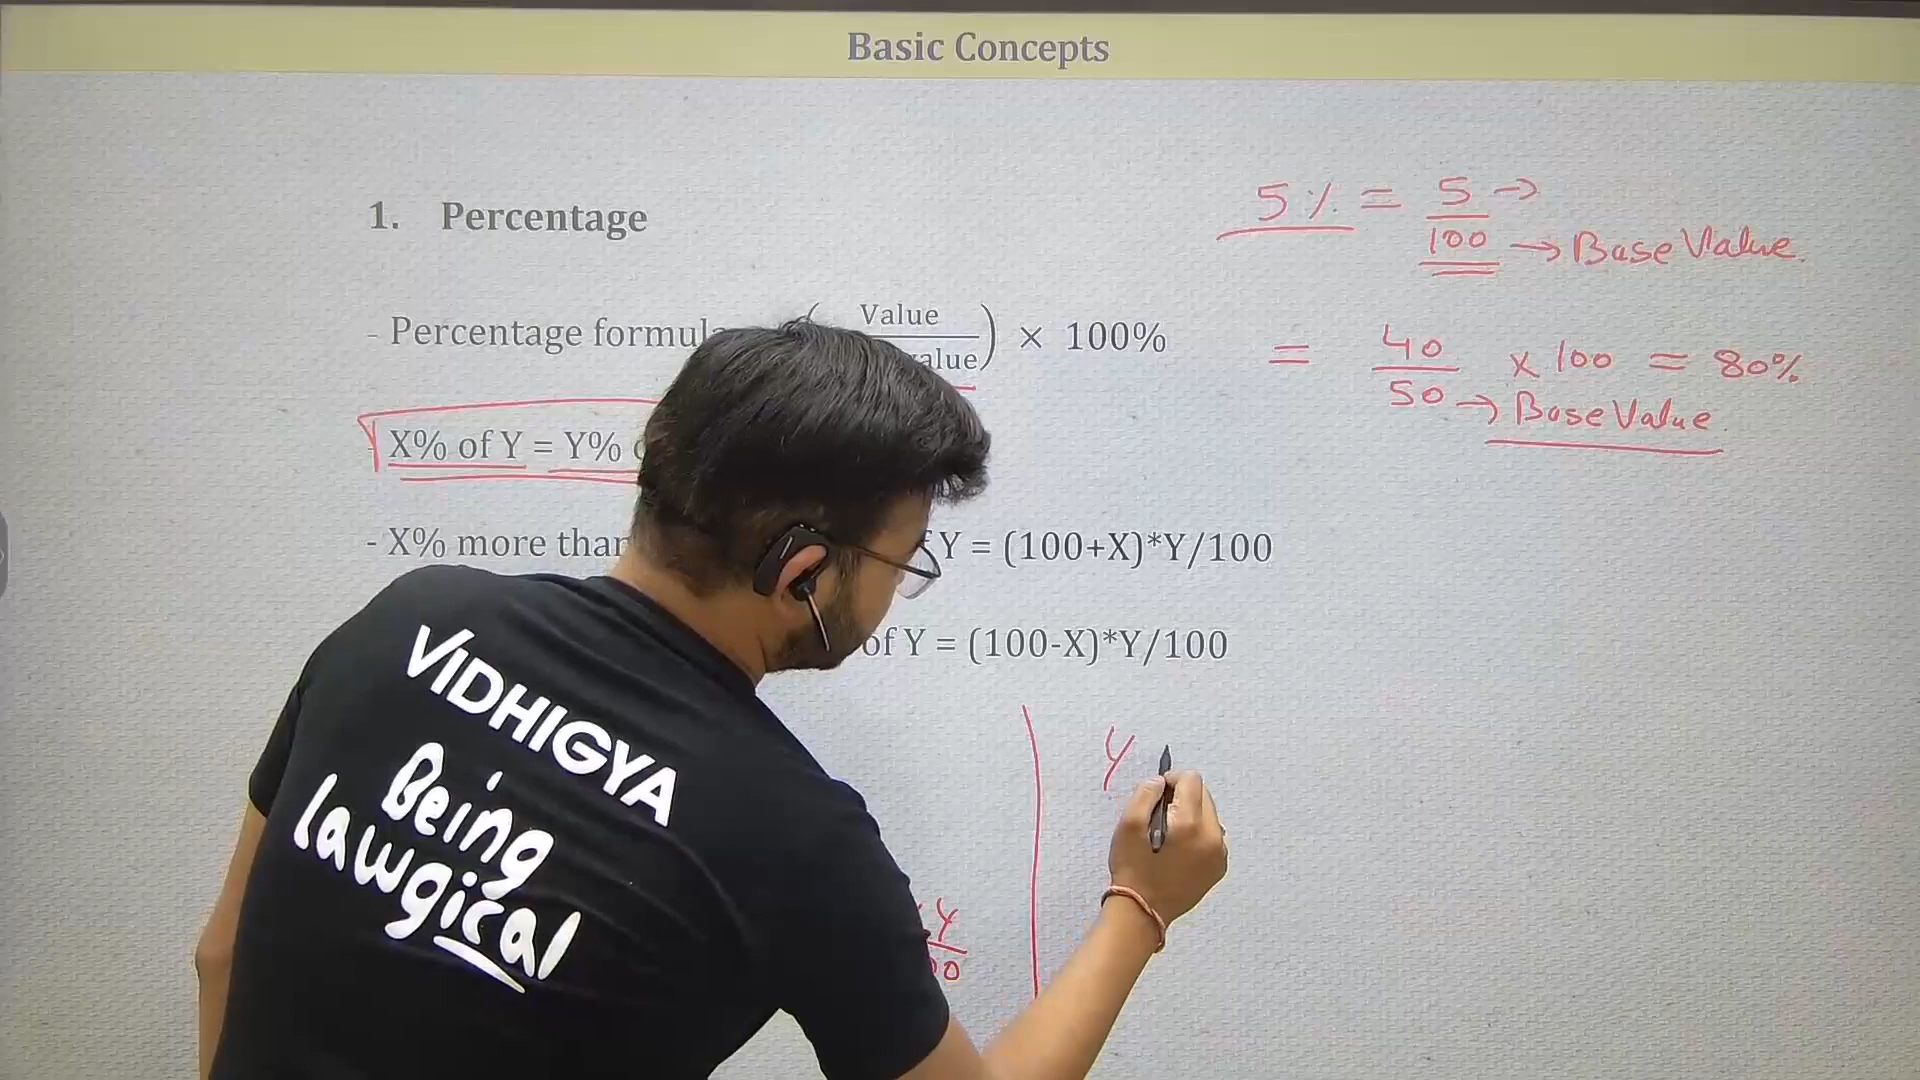 Basic Concepts
1. Percentage
5% = 5 →
100 → Base Value.
- Percentage formul
Value
× 100%
= 40 × 100 = 80%
50 → Base Value.
X% of Y = Y%
- X% more than
Y = (100+X)*Y/100
of Y = (100-X)*Y/100
Y
Y
VIDHIGYA
Being
lawgical